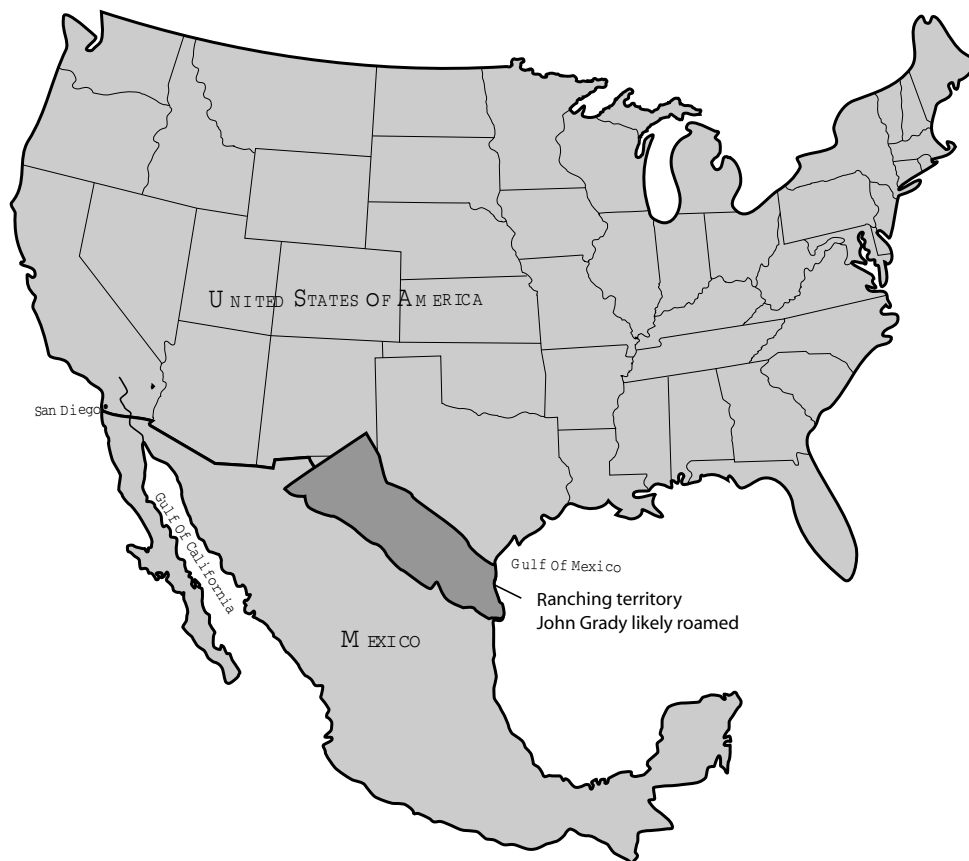 UNITED STATES OF AMERICA
San Diego
Gulf Of California
Gulf Of Mexico
Ranching territory
John Grady likely roamed
MEXICO